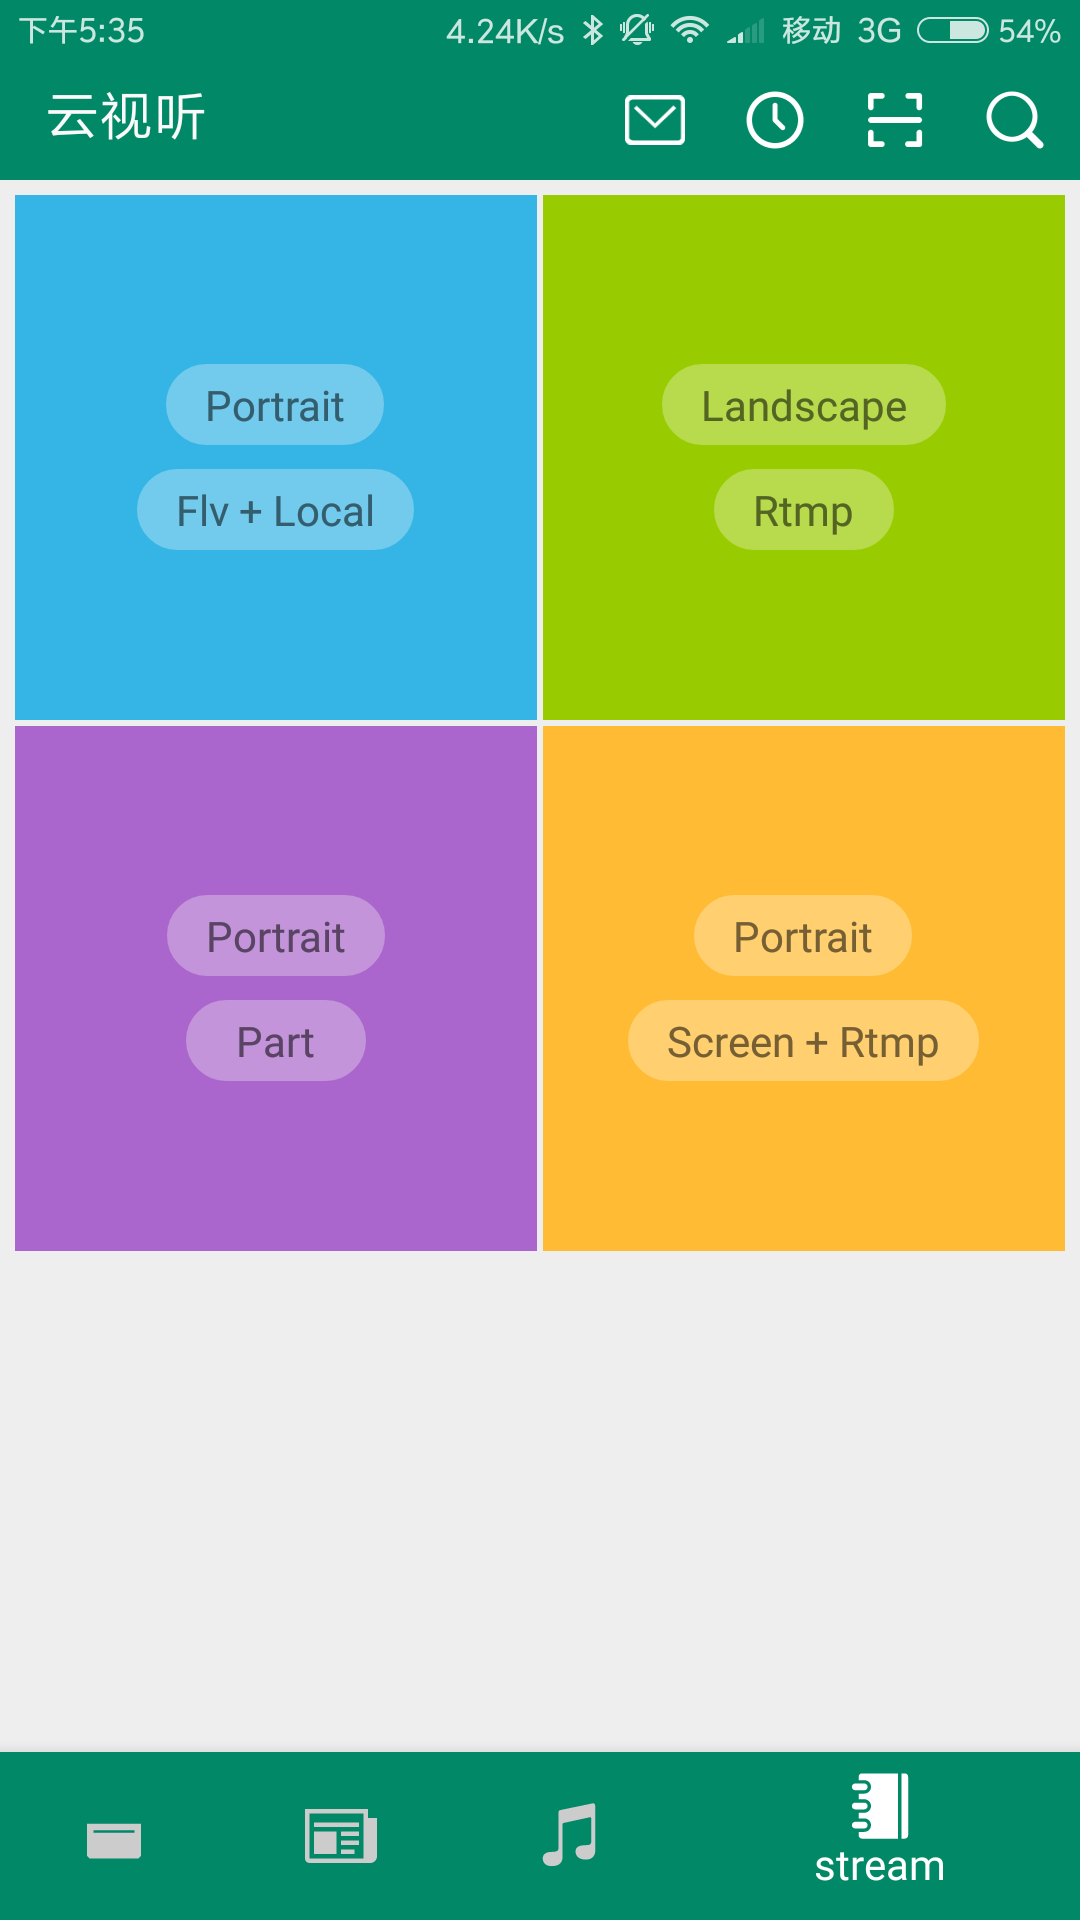 下午5:35 4.24K/s 移动 3G 54%
云视听
Portrait
Flv + Local
Landscape
Rtmp
Portrait
Part
Portrait
Screen + Rtmp
stream